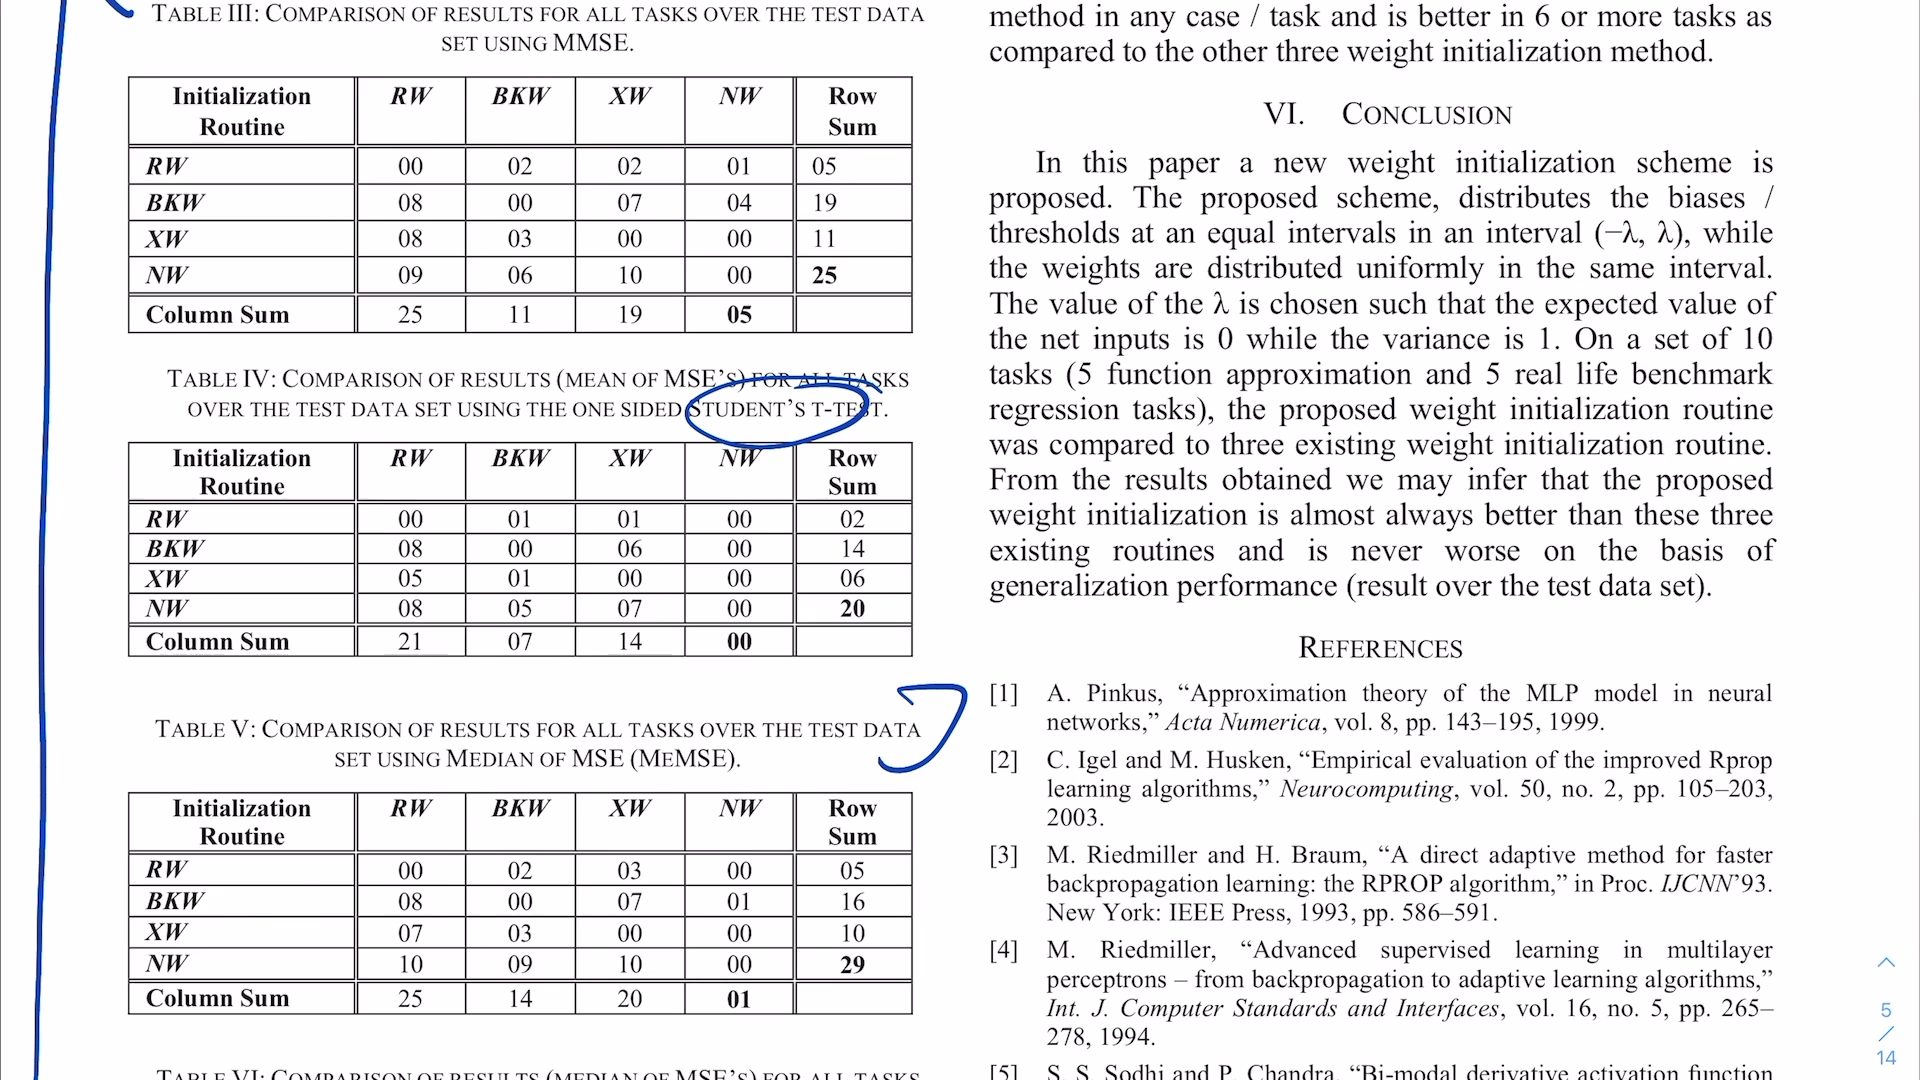 TABLE III: COMPARISON OF RESULTS FOR ALL TASKS OVER THE TEST DATA
SET USING MMSE.
Initialization Routine RW BKW XW NW Row Sum
RW 00 02 02 01 05
BKW 08 00 07 04 19
XW 08 03 00 00 11
NW 09 06 10 00 25
Column Sum 25 11 19 05
TABLE IV: COMPARISON OF RESULTS (MEAN OF MSE’S) FOR ALL TASKS
OVER THE TEST DATA SET USING THE ONE SIDED STUDENT’S T-TEST.
Initialization Routine RW BKW XW NW Row Sum
RW 00 01 01 00 02
BKW 08 00 06 00 14
XW 05 01 00 00 06
NW 08 05 07 00 20
Column Sum 21 07 14 00
TABLE V: COMPARISON OF RESULTS FOR ALL TASKS OVER THE TEST DATA
SET USING MEDIAN OF MSE (MEMSE).
Initialization Routine RW BKW XW NW Row Sum
RW 00 02 03 00 05
BKW 08 00 07 01 16
XW 07 03 00 00 10
NW 10 09 10 00 29
Column Sum 25 14 20 01
TABLE VI: COMPARISON OF RESULTS (MEDIAN OF MSE’S) FOR ALL TASKS
method in any case / task and is better in 6 or more tasks as
compared to the other three weight initialization method.
VI. CONCLUSION
In this paper a new weight initialization scheme is
proposed. The proposed scheme, distributes the biases /
thresholds at an equal intervals in an interval (−λ, λ), while
the weights are distributed uniformly in the same interval.
The value of the λ is chosen such that the expected value of
the net inputs is 0 while the variance is 1. On a set of 10
tasks (5 function approximation and 5 real life benchmark
regression tasks), the proposed weight initialization routine
was compared to three existing weight initialization routine.
From the results obtained we may infer that the proposed
weight initialization is almost always better than these three
existing routines and is never worse on the basis of
generalization performance (result over the test data set).
REFERENCES
[1] A. Pinkus, “Approximation theory of the MLP model in neural
networks,” Acta Numerica, vol. 8, pp. 143–195, 1999.
[2] C. Igel and M. Husken, “Empirical evaluation of the improved Rprop
learning algorithms,” Neurocomputing, vol. 50, no. 2, pp. 105–203,
2003.
[3] M. Riedmiller and H. Braum, “A direct adaptive method for faster
backpropagation learning: the RPROP algorithm,” in Proc. IJCNN’93.
New York: IEEE Press, 1993, pp. 586–591.
[4] M. Riedmiller, “Advanced supervised learning in multilayer
perceptrons – from backpropagation to adaptive learning algorithms,”
Int. J. Computer Standards and Interfaces, vol. 16, no. 5, pp. 265–
278, 1994.
[5] S. S. Sodhi and P. Chandra, “Bi-modal derivative activation function
5
/
14